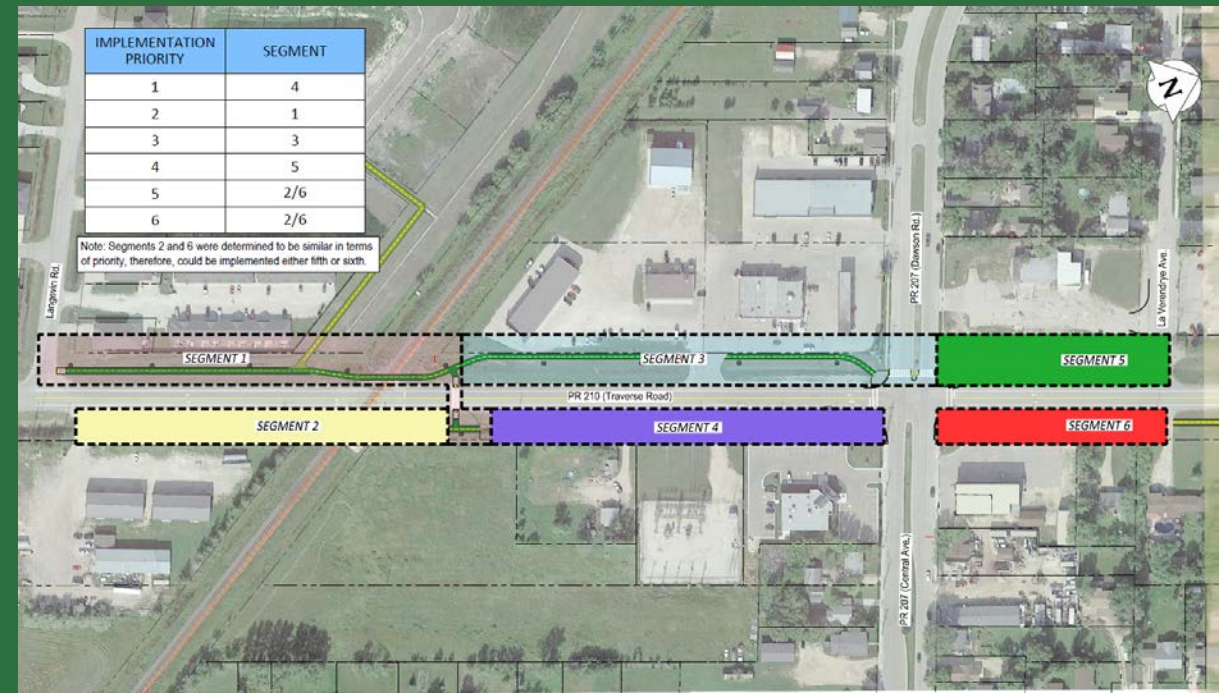 IMPLEMENTATION PRIORITY SEGMENT
1 4
2 1
3 3
4 5
5 2/6
6 2/6
Note: Segments 2 and 6 were determined to be similar in terms
of priority, therefore, could be implemented either fifth or sixth.
N
Langevin Rd.
PR 207 (Dawson Rd.)
La Verendrye Ave.
SEGMENT 1
SEGMENT 3
SEGMENT 5
PR 210 (Traverse Road)
SEGMENT 2
SEGMENT 4
SEGMENT 6
PR 207 (Central Ave.)